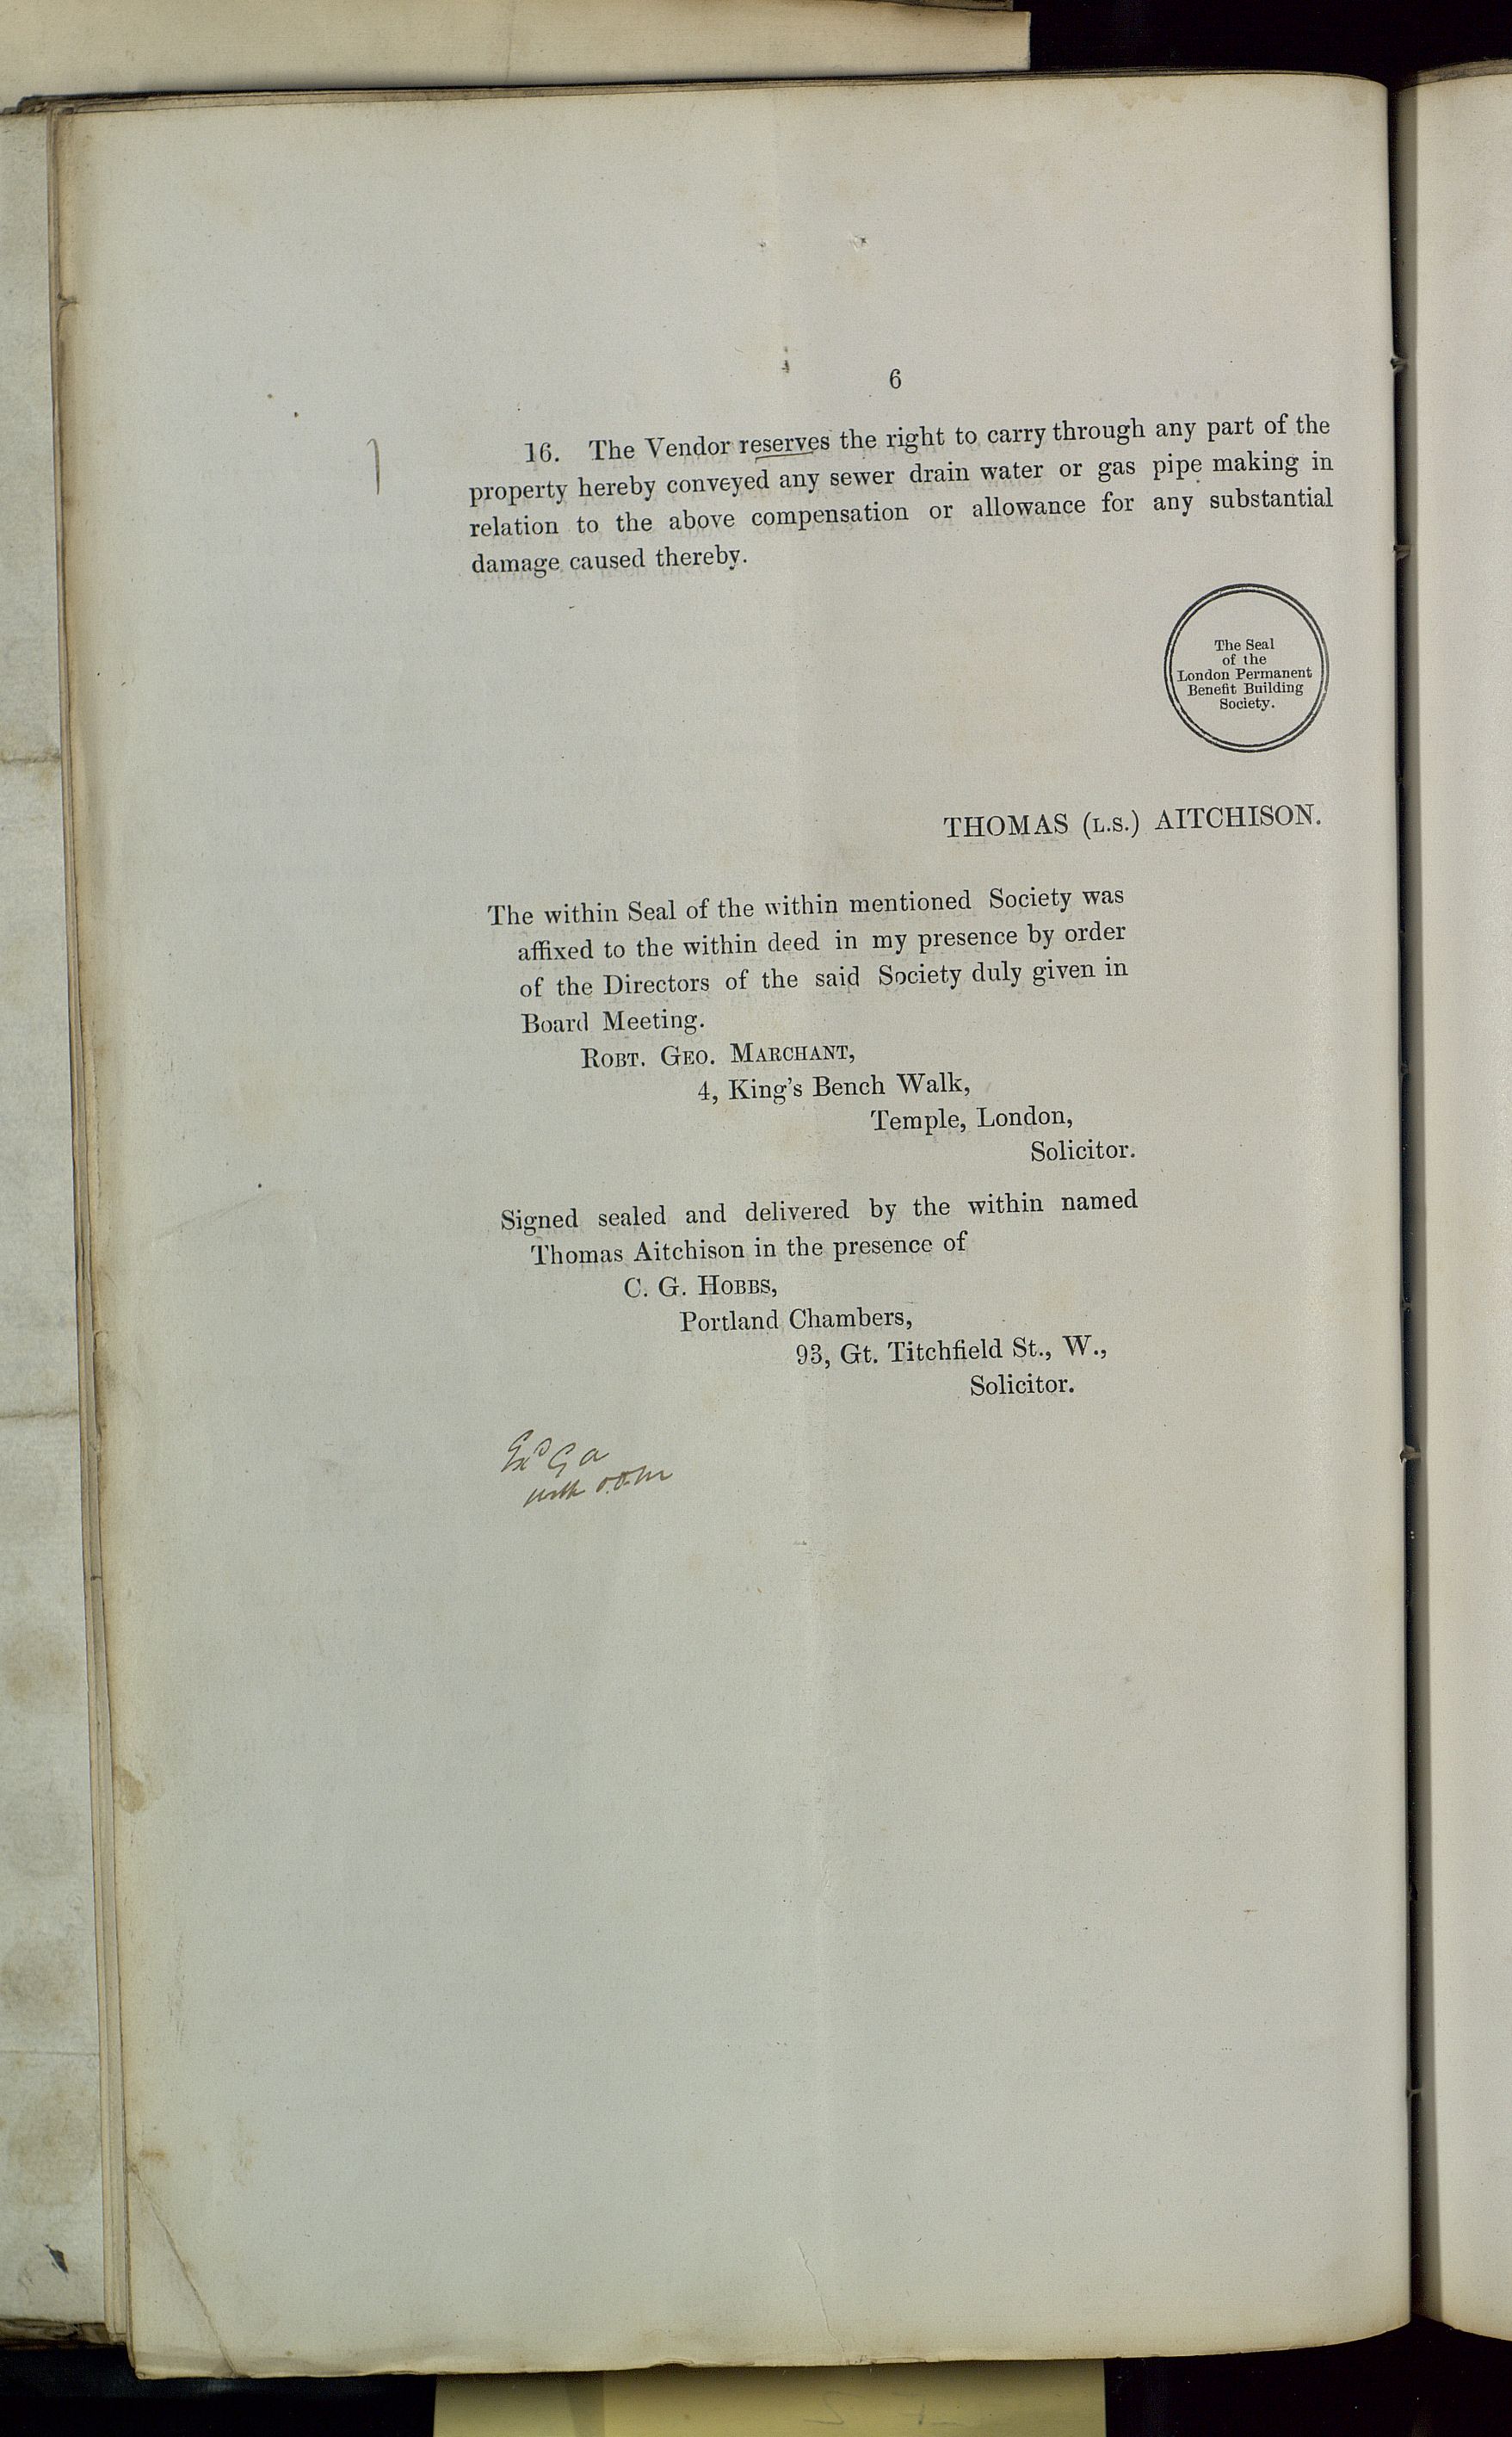 6
16. The Vendor reserves the right to carry through any part of the
property hereby conveyed any sewer drain water or gas pipe making in
relation to the above compensation or allowance for any substantial
damage caused thereby.
The Seal
of the
London Permanent
Benefit Building
Society.
THOMAS (L.S.) AITCHISON.
The within Seal of the within mentioned Society was
affixed to the within deed in my presence by order
of the Directors of the said Society duly given in
Board Meeting.
ROBT. GEO. MARCHANT,
4, King's Bench Walk,
Temple, London,
Solicitor.
Signed sealed and delivered by the within named
Thomas Aitchison in the presence of
C. G. HOBBS,
Portland Chambers,
93, Gt. Titchfield St., W.,
Solicitor.
with